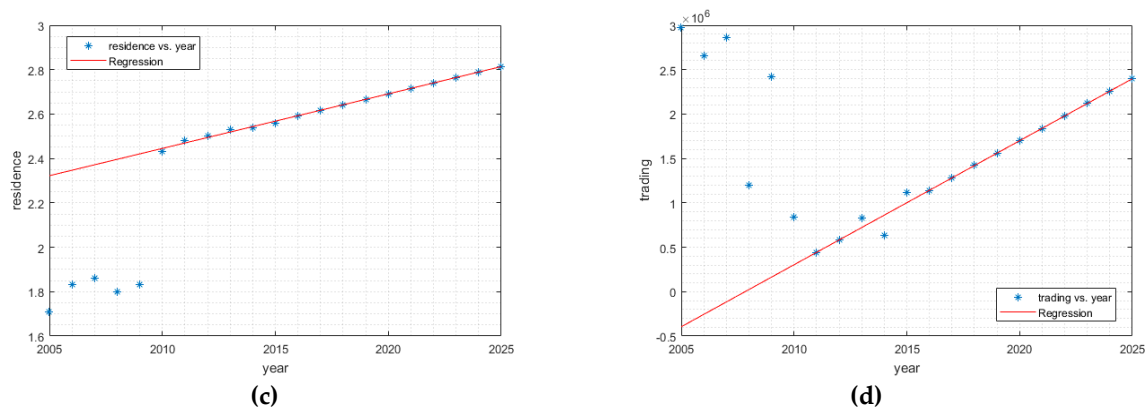 3
2.8
2.6
2.4
2.2
2
1.8
1.6
residence
residence vs. year
Regression
2005
2010
2015
2020
2025
year
(c)
×10^6
3
2.5
2
1.5
1
0.5
0
-0.5
trading
trading vs. year
Regression
2005
2010
2015
2020
2025
year
(d)